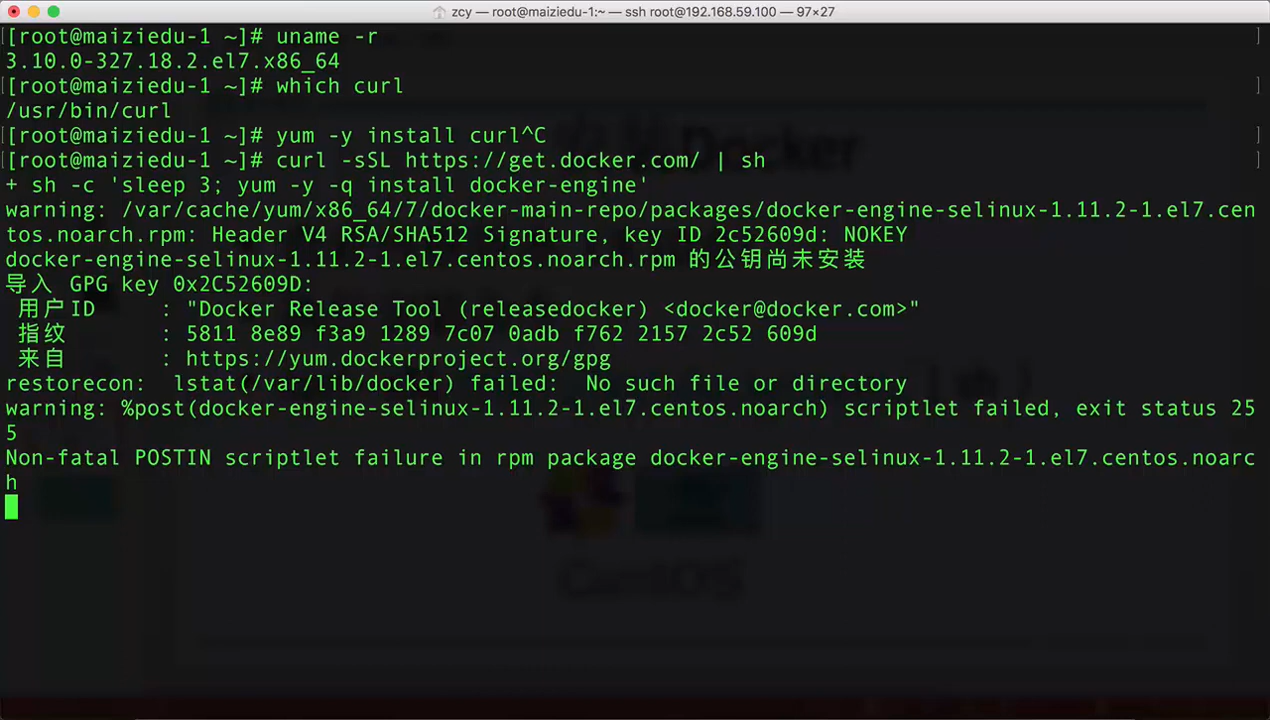 zcy — root@maiziedu-1:~ — ssh root@192.168.59.100 — 97×27
[root@maiziedu-1 ~]# uname -r ]
3.10.0-327.18.2.el7.x86_64
[root@maiziedu-1 ~]# which curl ]
/usr/bin/curl
[root@maiziedu-1 ~]# yum -y install curl^C ]
[root@maiziedu-1 ~]# curl -sSL https://get.docker.com/ | sh ]
+ sh -c 'sleep 3; yum -y -q install docker-engine'
warning: /var/cache/yum/x86_64/7/docker-main-repo/packages/docker-engine-selinux-1.11.2-1.el7.cen
tos.noarch.rpm: Header V4 RSA/SHA512 Signature, key ID 2c52609d: NOKEY
docker-engine-selinux-1.11.2-1.el7.centos.noarch.rpm 的公钥尚未安装
导入 GPG key 0x2C52609D:
用户ID : "Docker Release Tool (releasedocker) <docker@docker.com>"
指纹 : 5811 8e89 f3a9 1289 7c07 0adb f762 2157 2c52 609d
来自 : https://yum.dockerproject.org/gpg
restorecon: lstat(/var/lib/docker) failed: No such file or directory
warning: %post(docker-engine-selinux-1.11.2-1.el7.centos.noarch) scriptlet failed, exit status 25
5
Non-fatal POSTIN scriptlet failure in rpm package docker-engine-selinux-1.11.2-1.el7.centos.noarc
h
Docker
CentOS